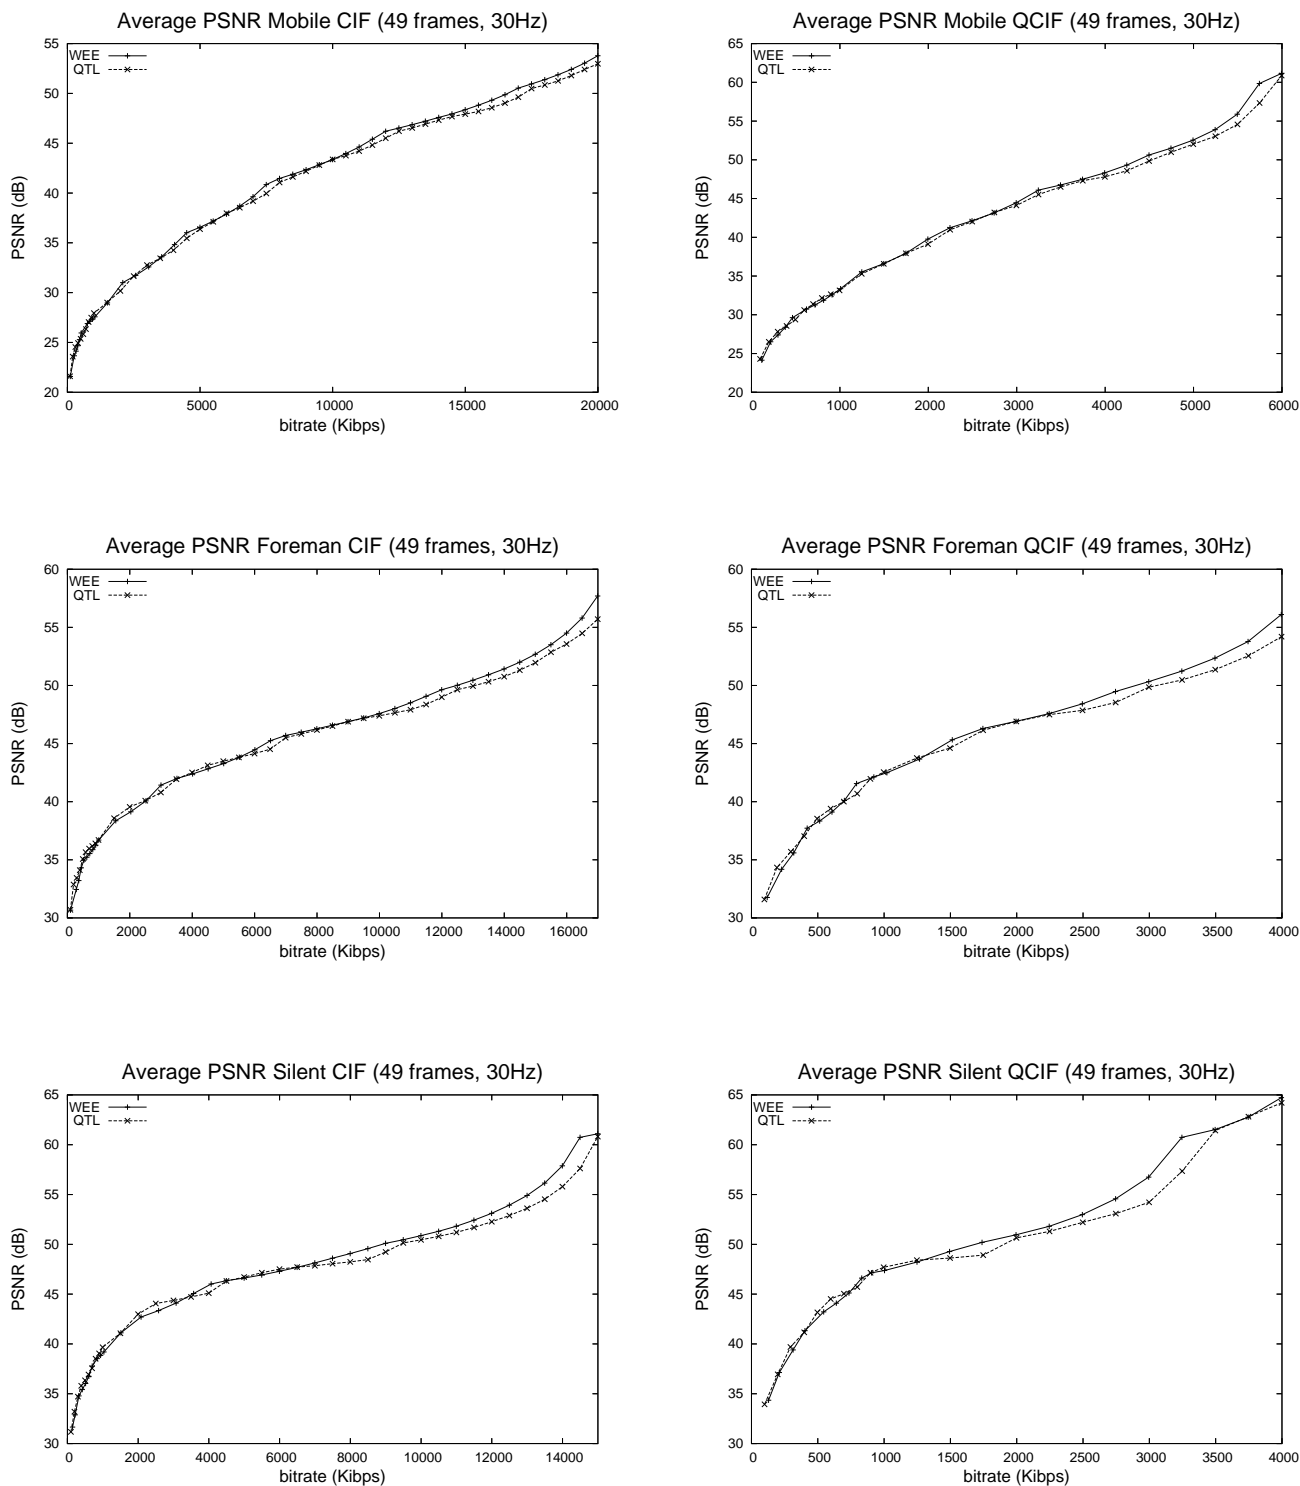 Average PSNR Mobile CIF (49 frames, 30Hz)
55
50
45
40
35
30
25
20
PSNR (dB)
WEE
QTL
0 5000 10000 15000 20000
bitrate (Kibps)
Average PSNR Mobile QCIF (49 frames, 30Hz)
65
60
55
50
45
40
35
30
25
20
PSNR (dB)
WEE
QTL
0 1000 2000 3000 4000 5000 6000
bitrate (Kibps)
Average PSNR Foreman CIF (49 frames, 30Hz)
60
55
50
45
40
35
30
PSNR (dB)
WEE
QTL
0 2000 4000 6000 8000 10000 12000 14000 16000
bitrate (Kibps)
Average PSNR Foreman QCIF (49 frames, 30Hz)
60
55
50
45
40
35
30
PSNR (dB)
WEE
QTL
0 500 1000 1500 2000 2500 3000 3500 4000
bitrate (Kibps)
Average PSNR Silent CIF (49 frames, 30Hz)
65
60
55
50
45
40
35
30
PSNR (dB)
WEE
QTL
0 2000 4000 6000 8000 10000 12000 14000
bitrate (Kibps)
Average PSNR Silent QCIF (49 frames, 30Hz)
65
60
55
50
45
40
35
30
PSNR (dB)
WEE
QTL
0 500 1000 1500 2000 2500 3000 3500 4000
bitrate (Kibps)